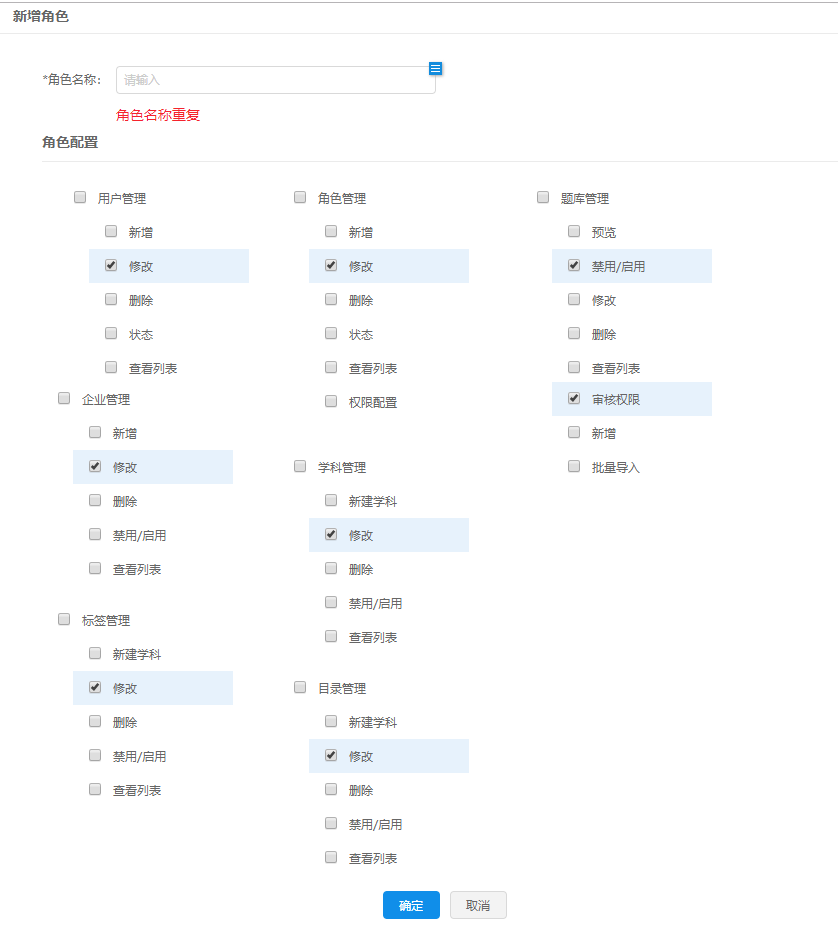 新增角色
*角色名称：
请输入
角色名称重复
角色配置
用户管理
新增
修改
删除
状态
查看列表
企业管理
新增
修改
删除
禁用/启用
查看列表
标签管理
新建学科
修改
删除
禁用/启用
查看列表
角色管理
新增
修改
删除
状态
查看列表
权限配置
学科管理
新建学科
修改
删除
禁用/启用
查看列表
目录管理
新建学科
修改
删除
禁用/启用
查看列表
题库管理
预览
禁用/启用
修改
删除
查看列表
审核权限
新增
批量导入
确定
取消